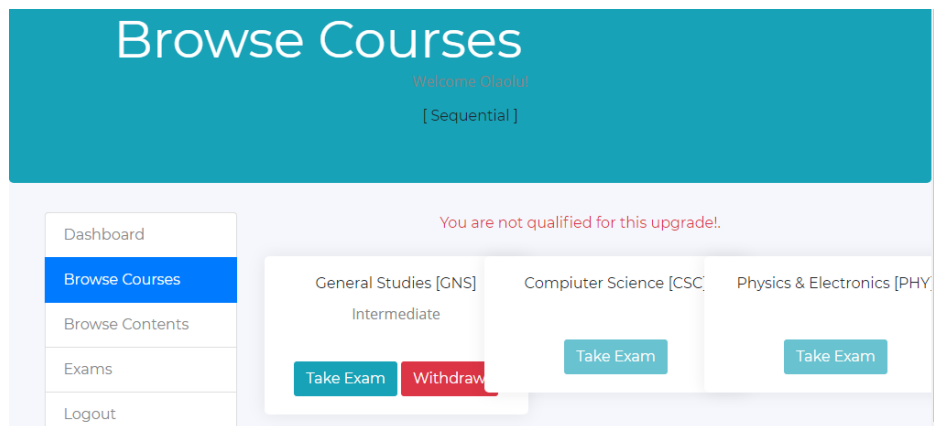 Browse Courses
Welcome Olaolu!
[ Sequential ]
Dashboard
Browse Courses
Browse Contents
Exams
Logout
You are not qualified for this upgrade!.
General Studies [GNS]
Intermediate
Take Exam
Withdraw
Compiuter Science [CSC]
Take Exam
Physics & Electronics [PHY]
Take Exam